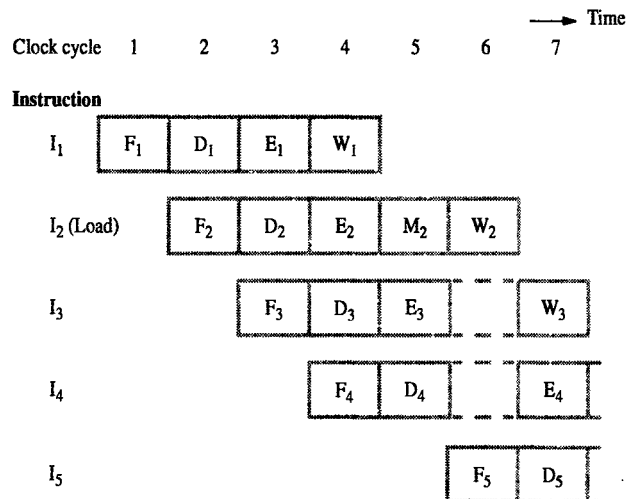 Time
Clock cycle 1 2 3 4 5 6 7
Instruction
I1 F1 D1 E1 W1
I2 (Load) F2 D2 E2 M2 W2
I3 F3 D3 E3 W3
I4 F4 D4 E4
I5 F5 D5